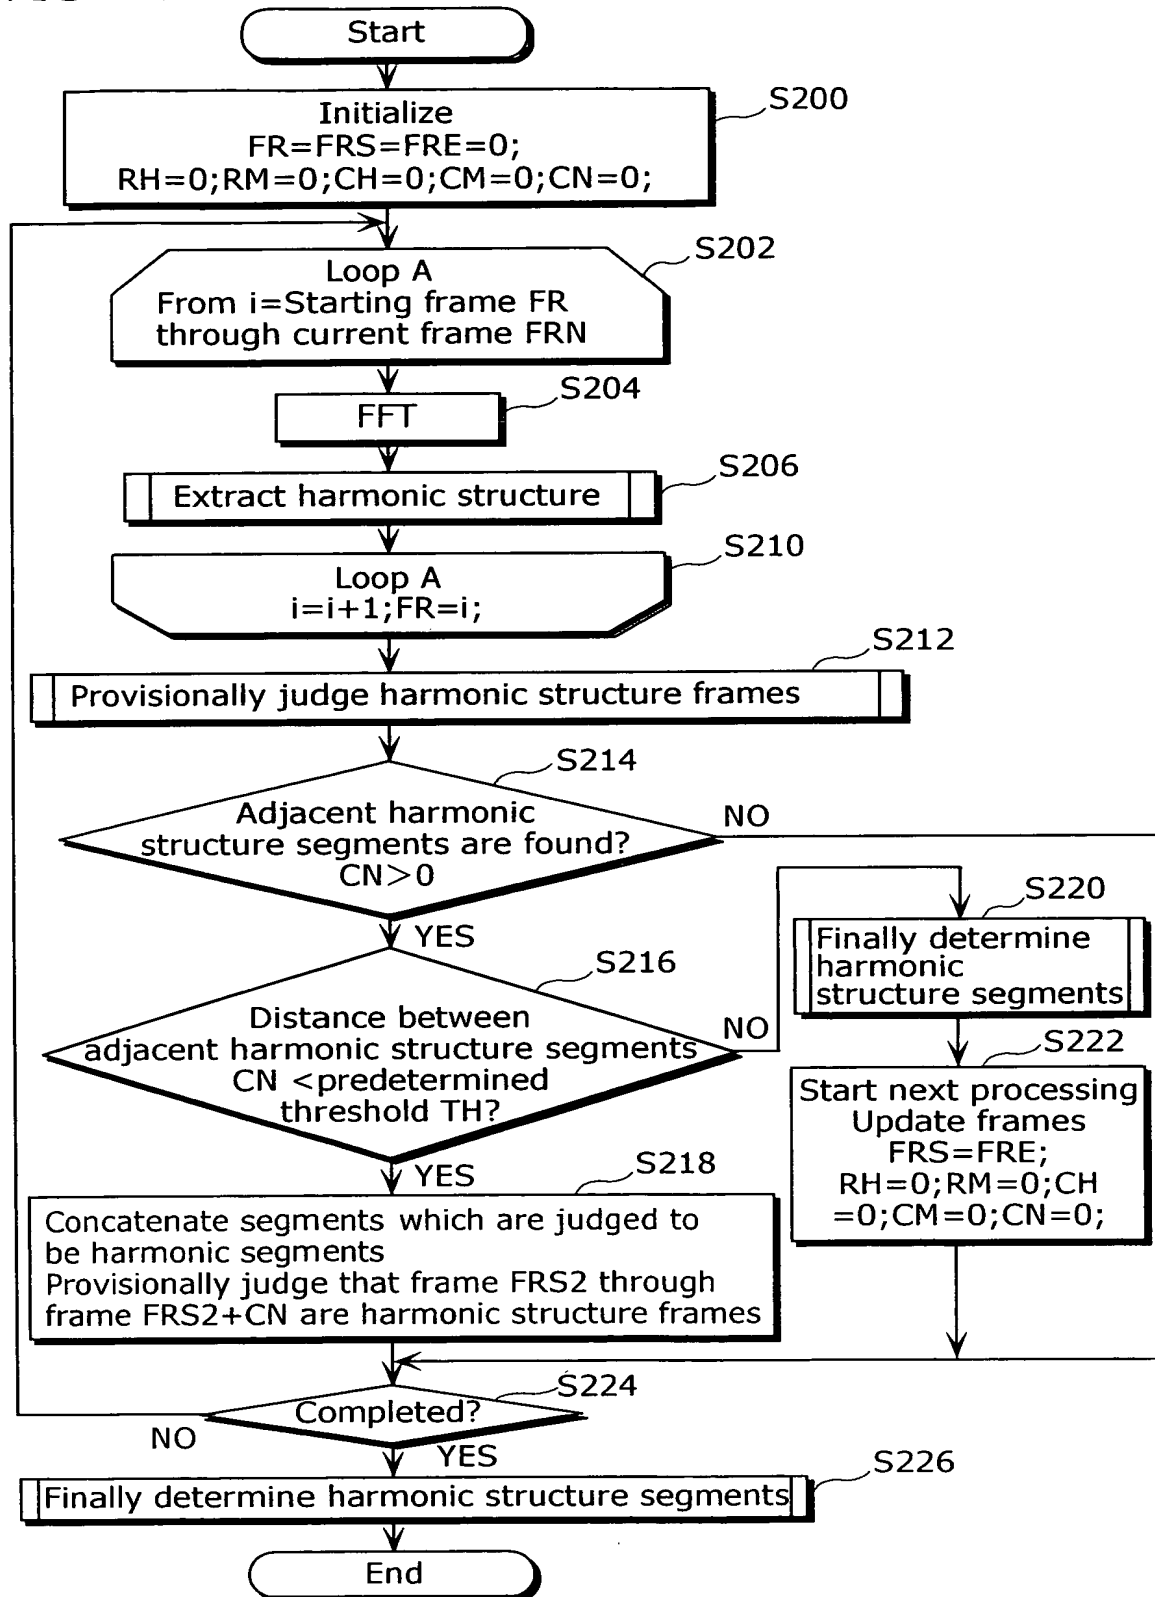 Start
S200
Initialize
FR=FRS=FRE=0;
RH=0;RM=0;CH=0;CM=0;CN=0;
S202
Loop A
From i=Starting frame FR
through current frame FRN
S204
FFT
S206
Extract harmonic structure
S210
Loop A
i=i+1;FR=i;
S212
Provisionally judge harmonic structure frames
S214
Adjacent harmonic
structure segments are found?
CN>0
NO
YES
S216
Distance between
adjacent harmonic structure segments
CN <predetermined
threshold TH?
NO
YES
S220
Finally determine
harmonic
structure segments
S222
Start next processing
Update frames
FRS=FRE;
RH=0;RM=0;CH
=0;CM=0;CN=0;
S218
Concatenate segments which are judged to
be harmonic segments
Provisionally judge that frame FRS2 through
frame FRS2+CN are harmonic structure frames
S224
Completed?
NO
YES
S226
Finally determine harmonic structure segments
End